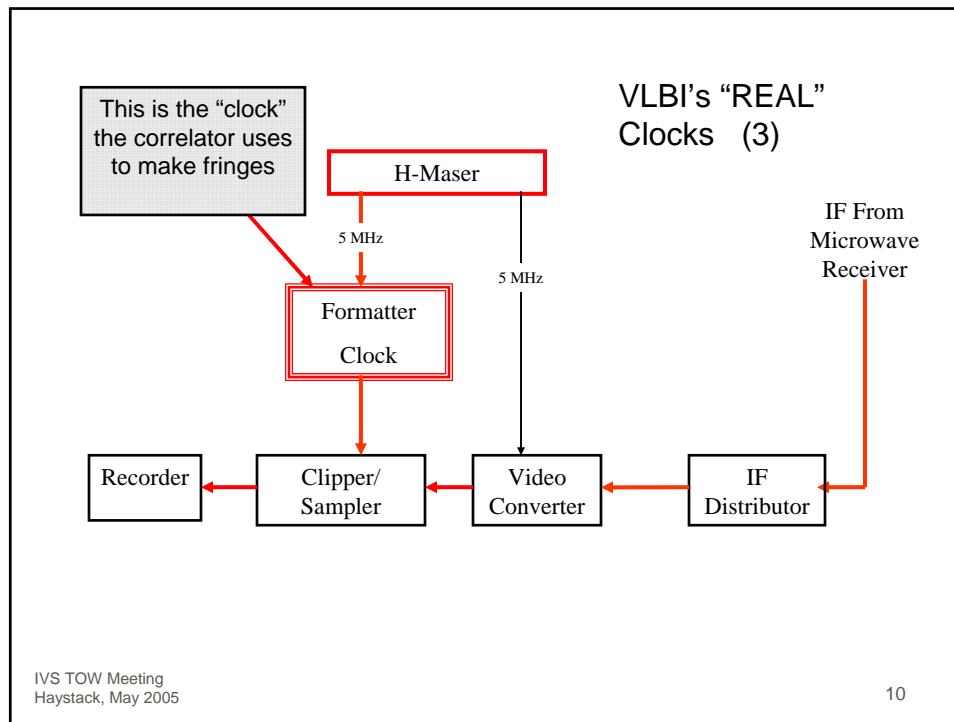 This is the “clock”
the correlator uses
to make fringes
VLBI's “REAL”
Clocks (3)
H-Maser
5 MHz
5 MHz
IF From
Microwave
Receiver
Formatter
Clock
Recorder
Clipper/
Sampler
Video
Converter
IF
Distributor
IVS TOW Meeting
Haystack, May 2005
10